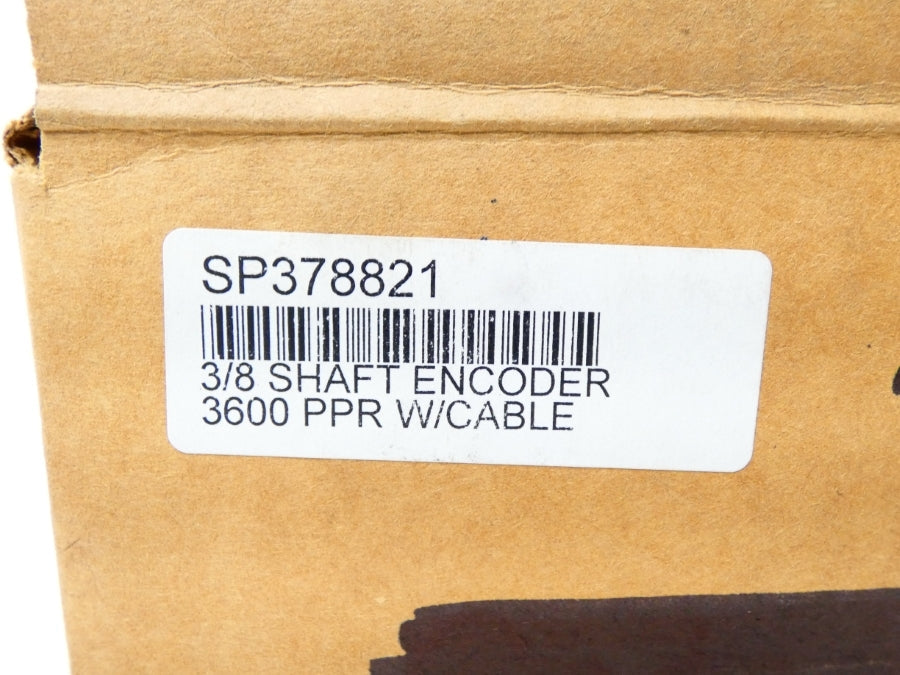 SP378821
3/8 SHAFT ENCODER
3600 PPR W/CABLE